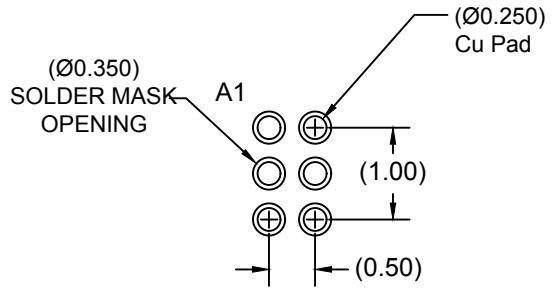 (Ø0.250)
Cu Pad
(Ø0.350)
SOLDER MASK
OPENING
A1
(1.00)
(0.50)